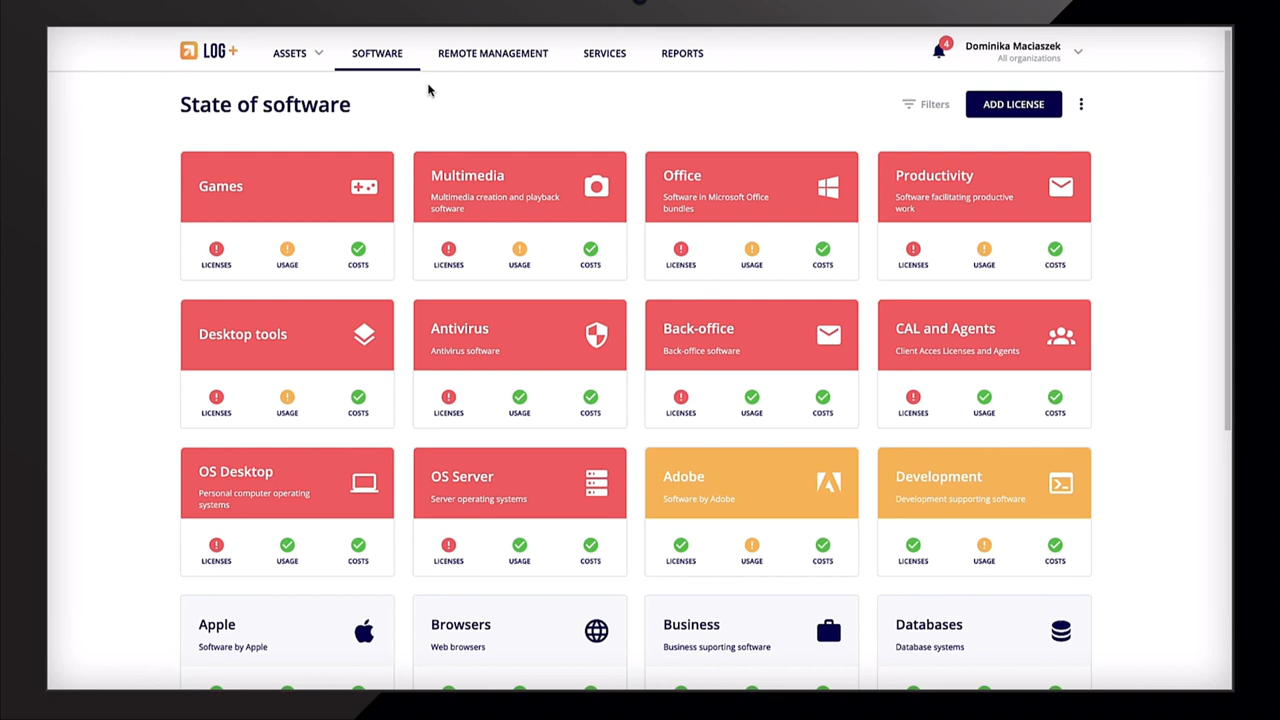 LOG+
ASSETS
SOFTWARE
REMOTE MANAGEMENT
SERVICES
REPORTS
4
Dominika Maciaszek
All organizations
State of software
Filters
ADD LICENSE
Games
LICENSES
USAGE
COSTS
Multimedia
Multimedia creation and playback
software
LICENSES
USAGE
COSTS
Office
Software in Microsoft Office
bundles
LICENSES
USAGE
COSTS
Productivity
Software facilitating productive
work
LICENSES
USAGE
COSTS
Desktop tools
LICENSES
USAGE
COSTS
Antivirus
Antivirus software
LICENSES
USAGE
COSTS
Back-office
Back-office software
LICENSES
USAGE
COSTS
CAL and Agents
Client Acces Licenses and Agents
LICENSES
USAGE
COSTS
OS Desktop
Personal computer operating
systems
LICENSES
USAGE
COSTS
OS Server
Server operating systems
LICENSES
USAGE
COSTS
Adobe
Software by Adobe
LICENSES
USAGE
COSTS
Development
Development supporting software
LICENSES
USAGE
COSTS
Apple
Software by Apple
Browsers
Web browsers
Business
Business suporting software
Databases
Database systems